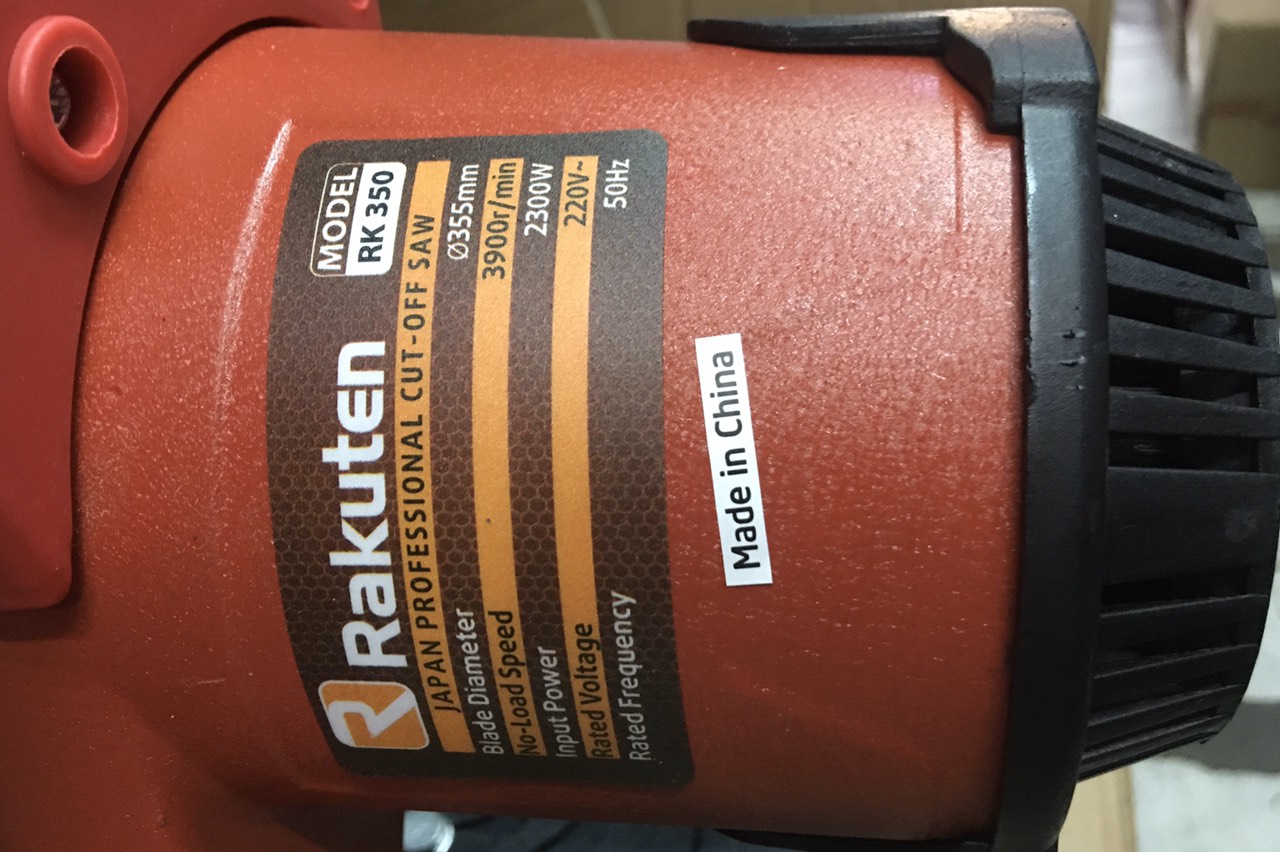 R Rakuten
MODEL
RK 350
JAPAN PROFESSIONAL CUT-OFF SAW
Blade Diameter Ø355mm
No-Load Speed 3900r/min
Input Power 2300W
Rated Voltage 220V~
Rated Frequency 50Hz
Made in China